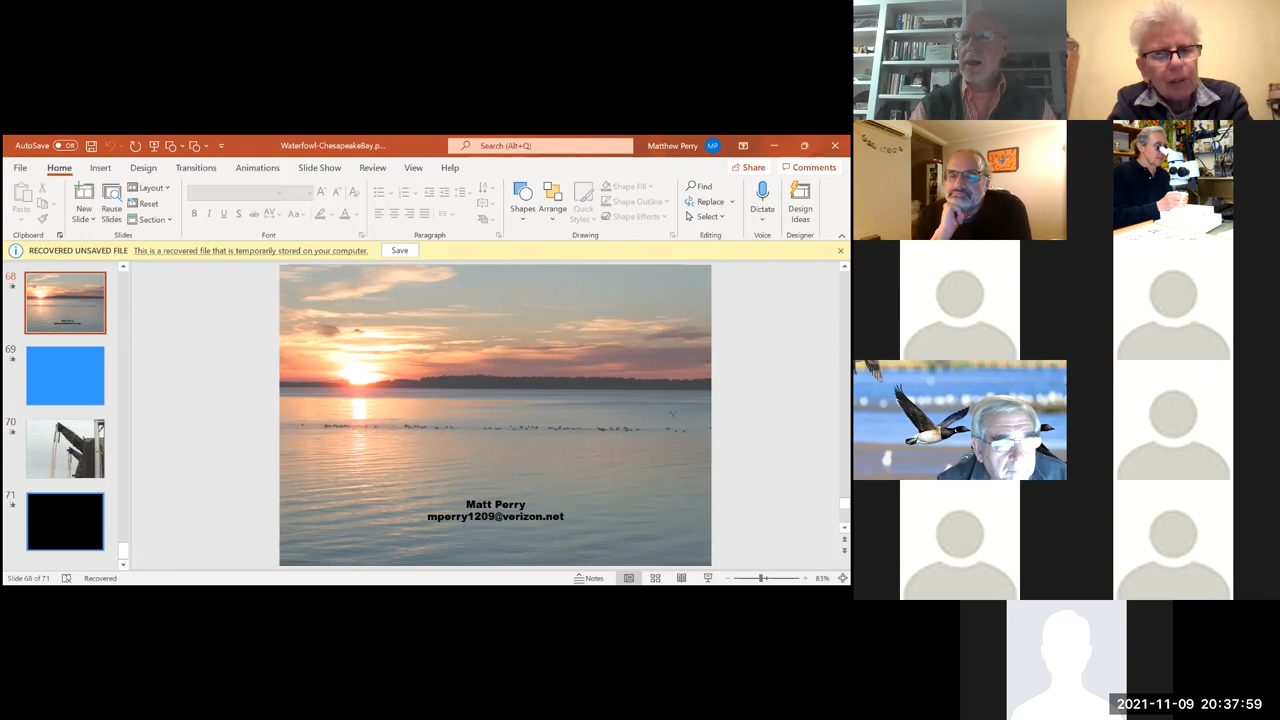 AutoSave Off
Waterfowl-ChesapeakeBay.p...
Search (Alt+Q)
Matthew Perry MP
File Home Insert Design Transitions Animations Slide Show Review View Help
Share Comments
Paste
New Slide
Reuse Slides
Layout
Reset
Section
B I U S ab AV Aa A
Shapes
Arrange
Quick Styles
Shape Fill
Shape Outline
Shape Effects
Find
Replace
Select
Dictate
Design Ideas
Clipboard Slides Font Paragraph Drawing Editing Voice Designer
RECOVERED UNSAVED FILE This is a recovered file that is temporarily stored on your computer. Save
68
69
70
71
Matt Perry
mperry1209@verizon.net
Slide 68 of 71 Recovered Notes 83%
2021-11-09 20:37:59